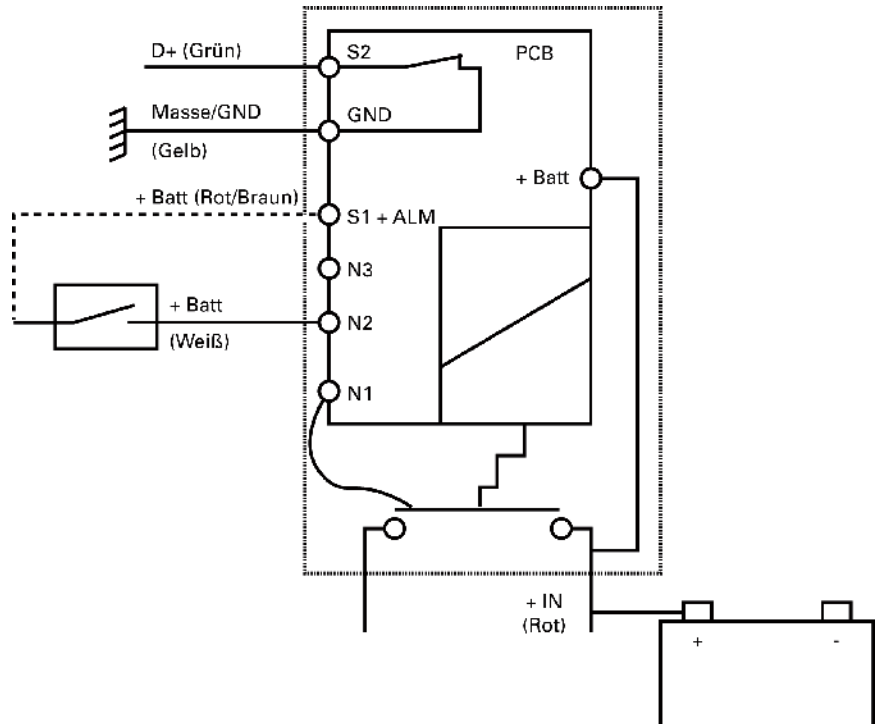 D+ (Grün)
S2
PCB
Masse/GND
GND
(Gelb)
+ Batt
+ Batt (Rot/Braun)
S1 + ALM
N3
+ Batt
N2
(Weiß)
N1
+ IN
(Rot)
+ -